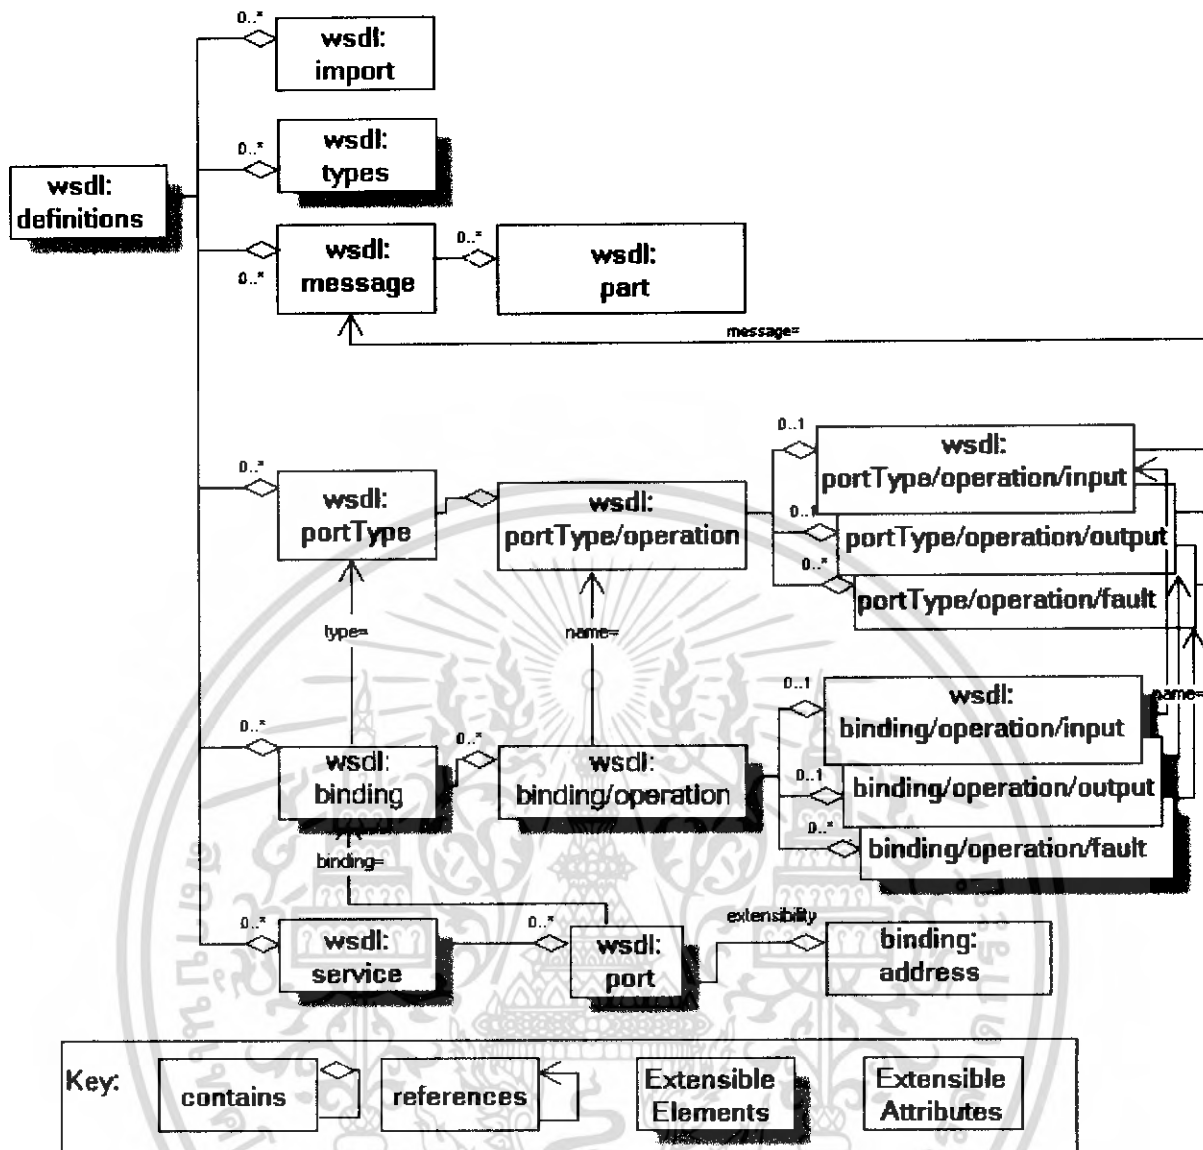 0..*
wsdl:
import
0..*
wsdl:
types
wsdl:
definitions
0..*
wsdl:
message
0..*
wsdl:
part
message=
0..*
wsdl:
portType
wsdl:
portType/operation
0..1
wsdl:
portType/operation/input
0..1
portType/operation/output
0..*
portType/operation/fault
type=
name=
0..*
wsdl:
binding
0..*
wsdl:
binding/operation
0..1
wsdl:
binding/operation/input
name=
0..1
binding/operation/output
0..*
binding/operation/fault
binding=
0..*
wsdl:
service
0..*
wsdl:
port
extensibility
binding:
address
Key:
contains
references
Extensible
Elements
Extensible
Attributes